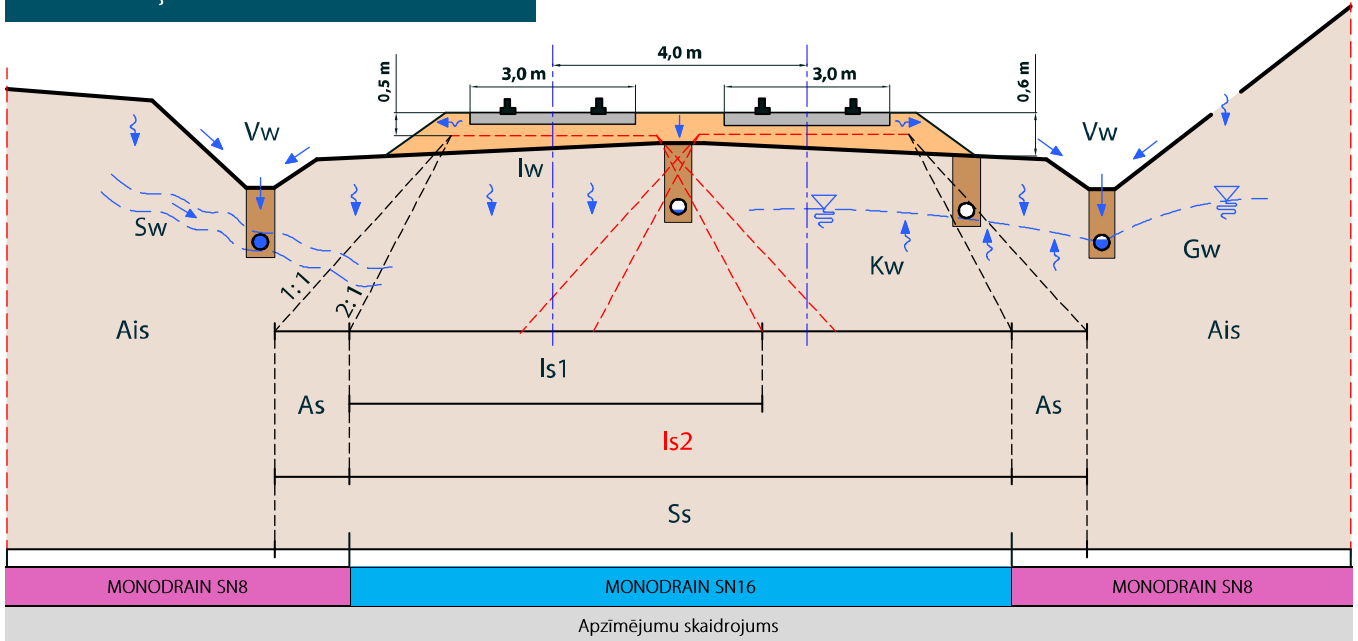 4,0 m
3,0 m
3,0 m
0,5 m
0,6 m
Vw
Vw
Iw
Sw
Kw
Gw
1:1
2:1
Ais
Ais
Is1
As
As
Is2
Ss
MONODRAIN SN8
MONODRAIN SN16
MONODRAIN SN8
Apzīmējumu skaidrojums